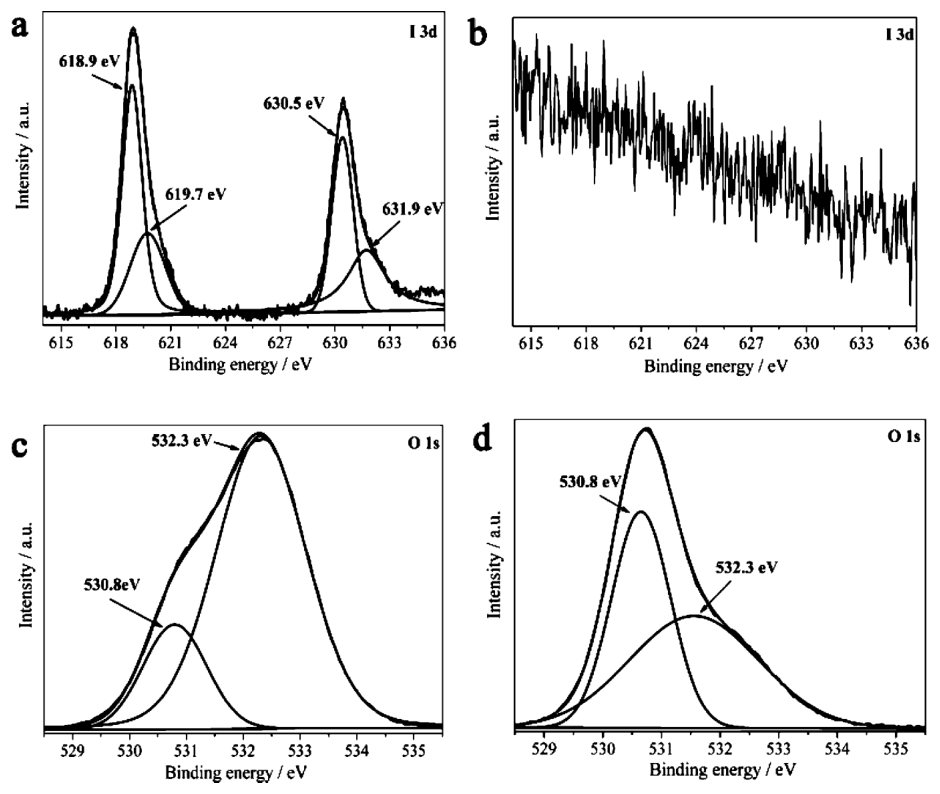 a
I 3d
618.9 eV
630.5 eV
619.7 eV
631.9 eV
Intensity / a.u.
615 618 621 624 627 630 633 636
Binding energy / eV
b
I 3d
Intensity / a.u.
615 618 621 624 627 630 633 636
Binding energy / eV
c
O 1s
532.3 eV
530.8eV
Intensity / a.u.
529 530 531 532 533 534 535
Binding energy / eV
d
O 1s
530.8 eV
532.3 eV
Intensity / a.u.
529 530 531 532 533 534 535
Binding energy / eV